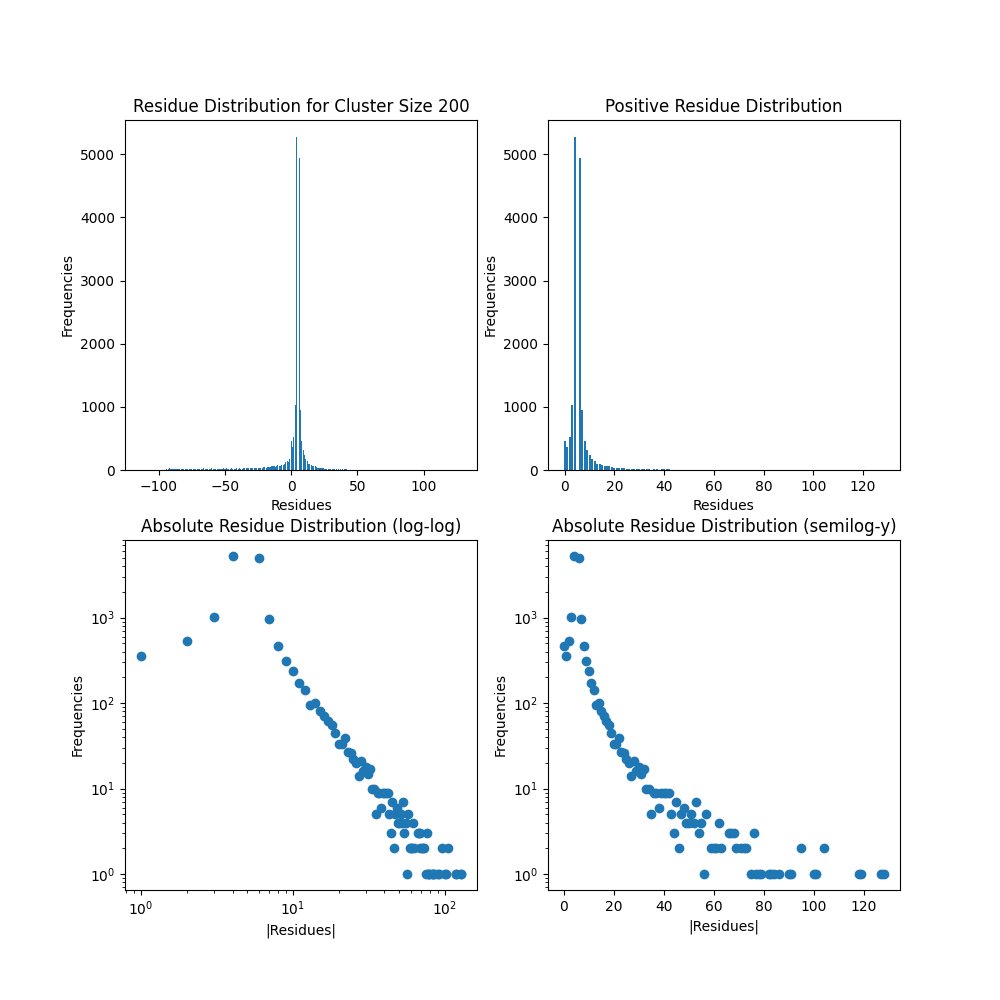 Residue Distribution for Cluster Size 200
Frequencies
5000
4000
3000
2000
1000
0
−100 −50 0 50 100
Residues
Positive Residue Distribution
Frequencies
5000
4000
3000
2000
1000
0
0 20 40 60 80 100 120
Residues
Absolute Residue Distribution (log-log)
Frequencies
10³
10²
10¹
10⁰
10⁰ 10¹ 10²
|Residues|
Absolute Residue Distribution (semilog-y)
Frequencies
10³
10²
10¹
10⁰
0 20 40 60 80 100 120
|Residues|